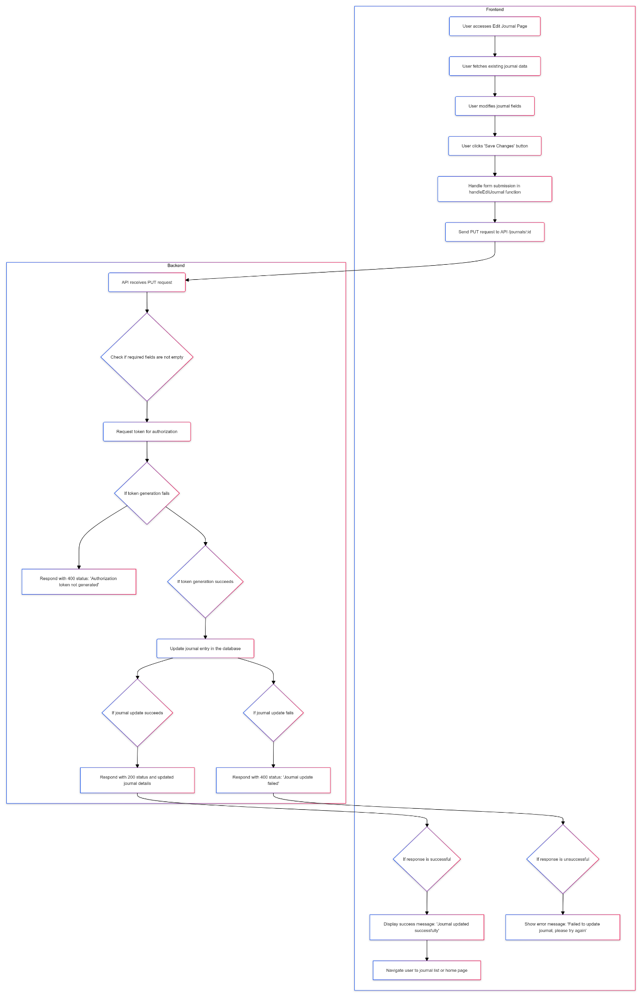 Frontend
User accesses Edit Journal Page
User fetches existing journal data
User modifies journal fields
User clicks 'Save Changes' button
Handle form submission in
handleEditJournal function
Send PUT request to API /journals/:id
Backend
API receives PUT request
Check if required fields are not empty
Request token for authorization
If token generation fails
Respond with 400 status: 'Authorization
token not generated'
If token generation succeeds
Update journal entry in the database
If journal update succeeds
If journal update fails
Respond with 200 status and updated
journal details
Respond with 400 status: 'Journal update
failed'
If response is successful
If response is unsuccessful
Display success message: 'Journal updated
successfully'
Show error message: 'Failed to update
journal, please try again'
Navigate user to journal list or home page